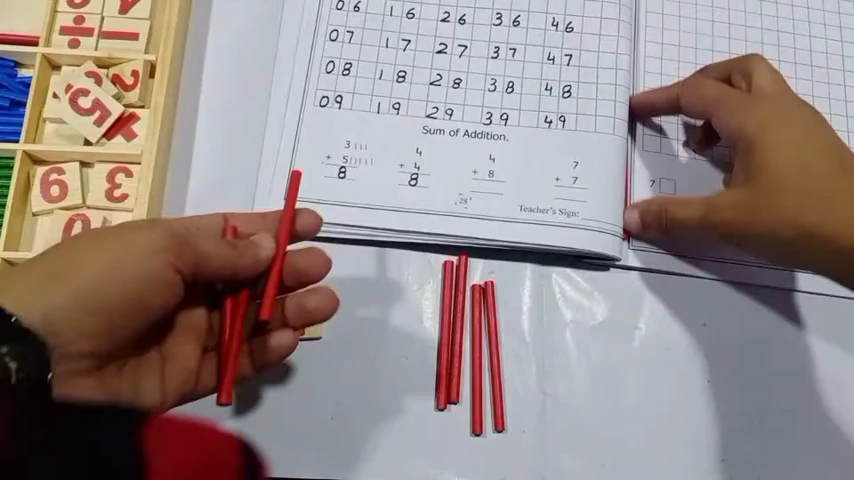 06 16 26 36 46
07 17 27 37 47
08 18 28 38 48
09 19 29 39 49
Sum of Addition.
3 4 4 7
+ 5 + 4 + 8 + 7
8 8
28
Teacher's Sign
7
÷ −
5 2
6 3
0